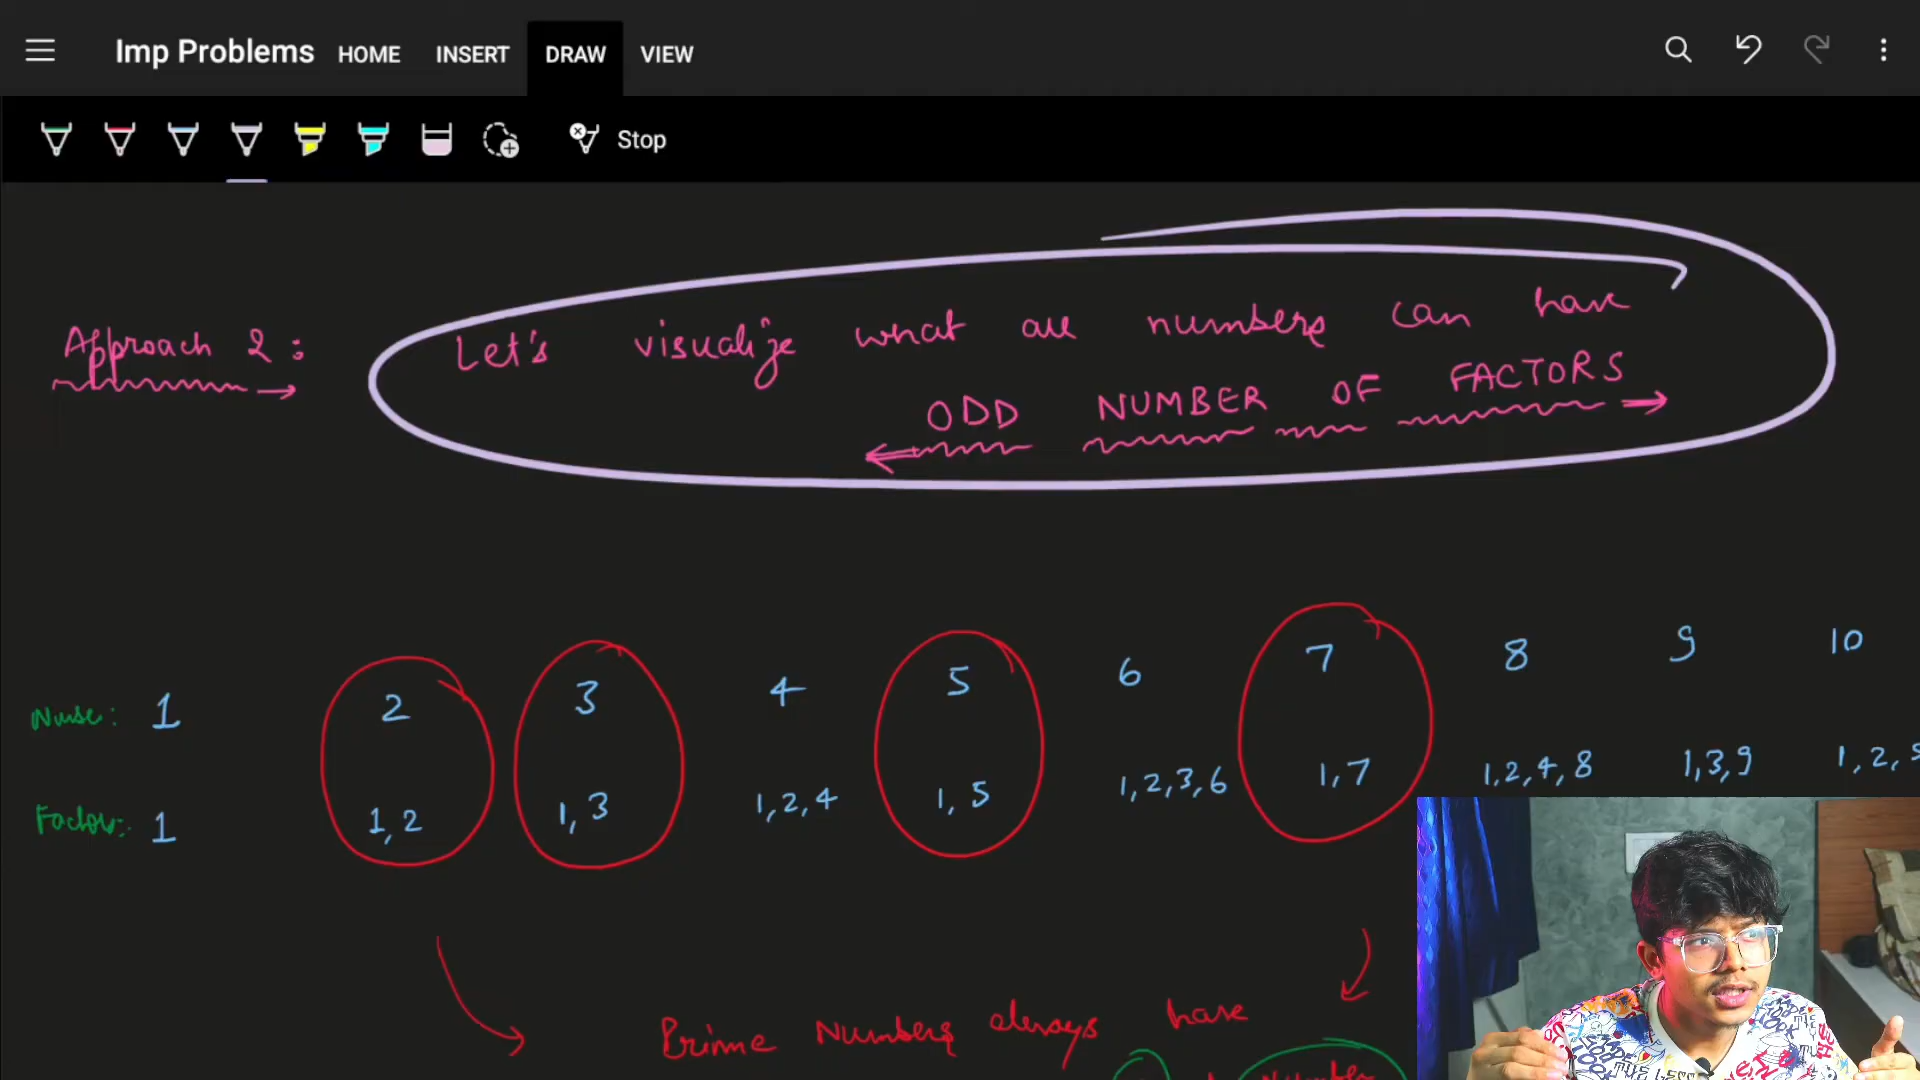 Imp Problems HOME INSERT DRAW VIEW
Stop
Approach 2 : Let's visualize what all numbers can have
ODD NUMBER OF FACTORS
1 2 3 4 5 6 7 8 9 10
Factors: 1 1,2 1,3 1,2,4 1,5 1,2,3,6 1,7 1,2,4,8 1,3,9 1,2,5
Prime Numbers always have
Number